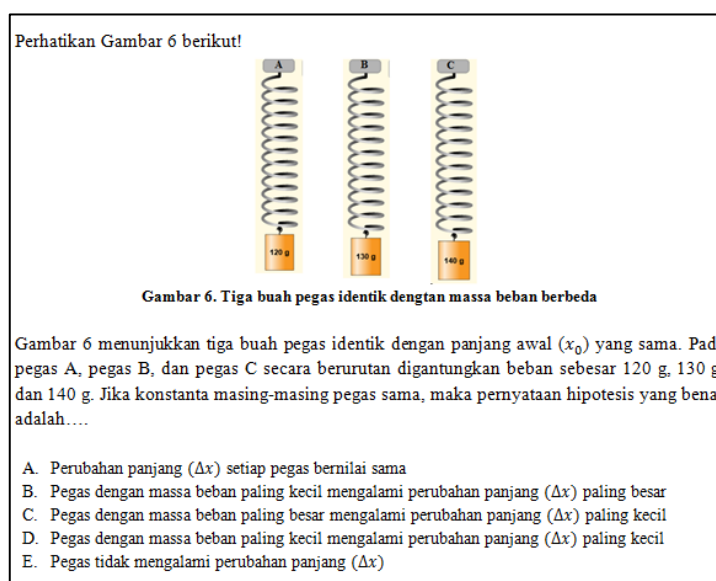 Perhatikan Gambar 6 berikut!
A B C
120 g 130 g 140 g
Gambar 6. Tiga buah pegas identik dengtan massa beban berbeda
Gambar 6 menunjukkan tiga buah pegas identik dengan panjang awal (x₀) yang sama. Pad
pegas A, pegas B, dan pegas C secara berurutan digantungkan beban sebesar 120 g, 130 g
dan 140 g. Jika konstanta masing-masing pegas sama, maka pernyataan hipotesis yang bena
adalah....
A. Perubahan panjang (Δx) setiap pegas bernilai sama
B. Pegas dengan massa beban paling kecil mengalami perubahan panjang (Δx) paling besar
C. Pegas dengan massa beban paling besar mengalami perubahan panjang (Δx) paling kecil
D. Pegas dengan massa beban paling kecil mengalami perubahan panjang (Δx) paling kecil
E. Pegas tidak mengalami perubahan panjang (Δx)